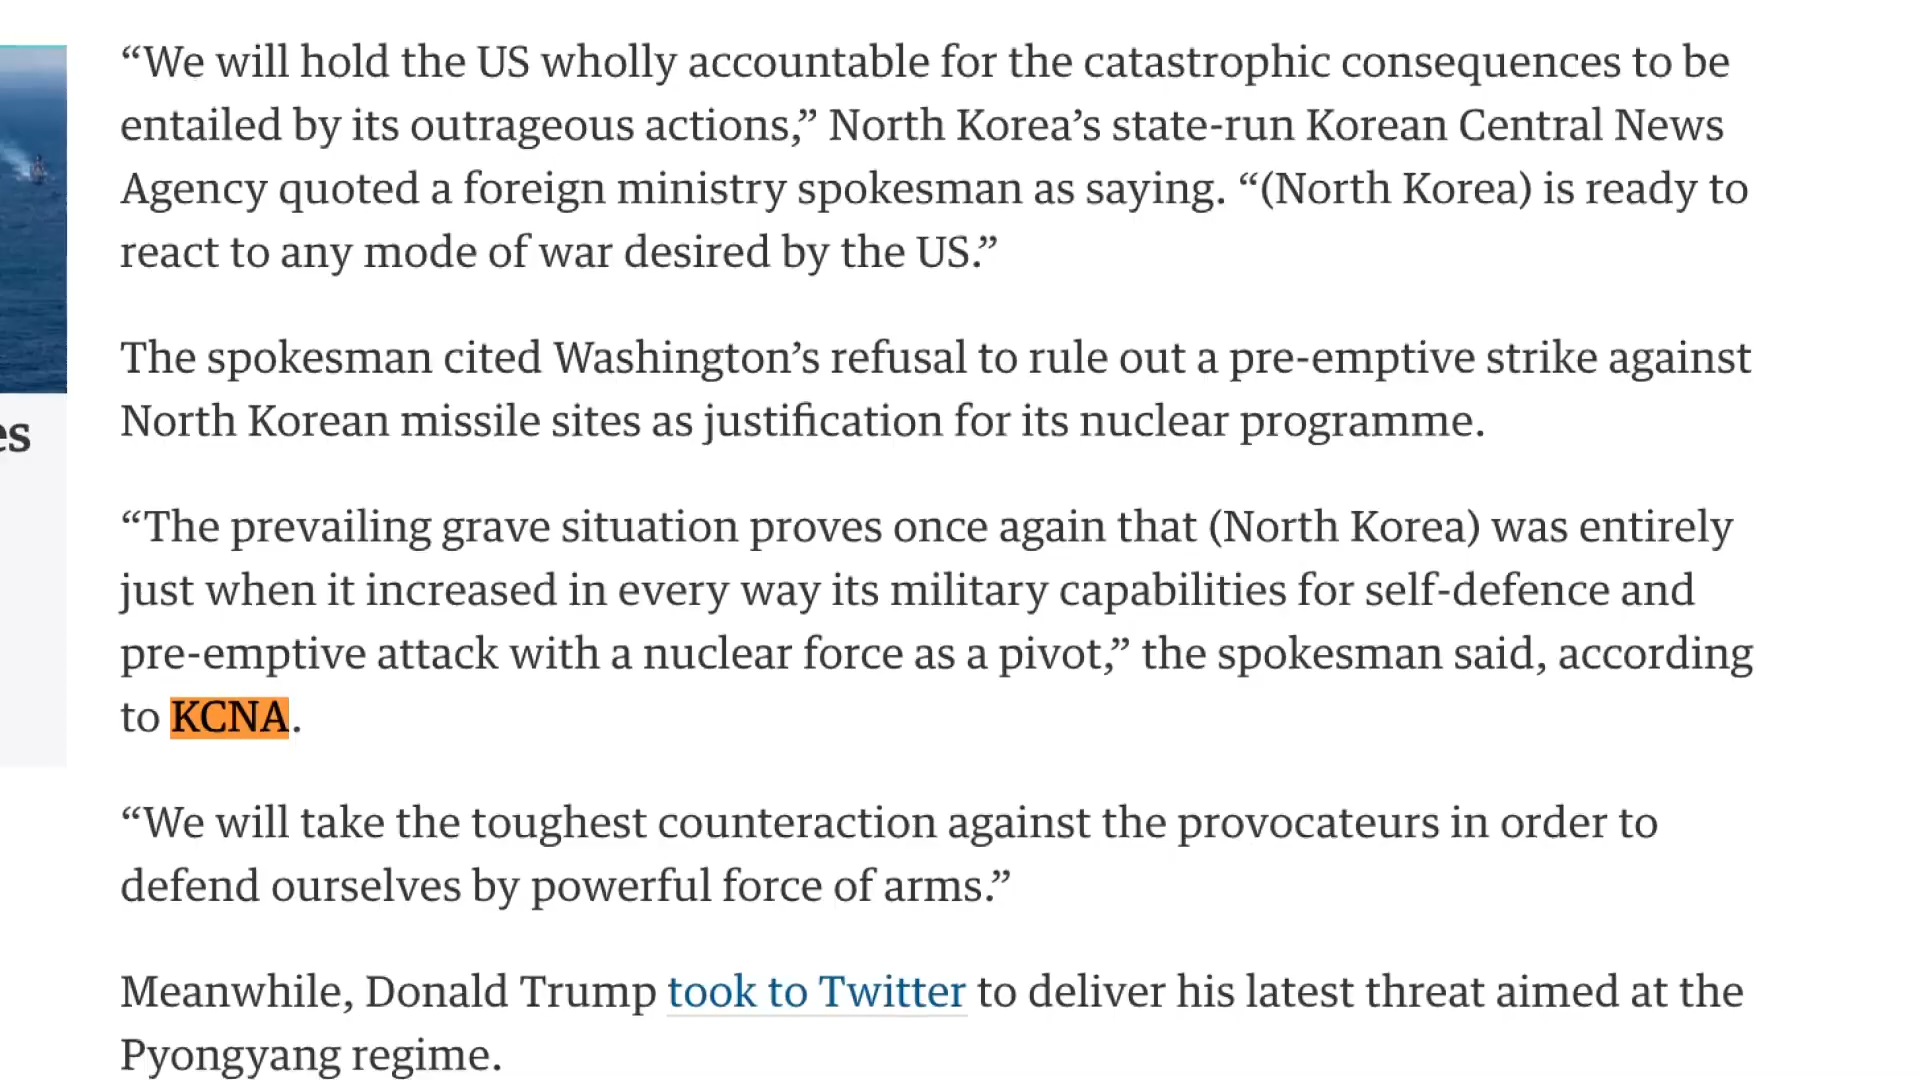 “We will hold the US wholly accountable for the catastrophic consequences to be
entailed by its outrageous actions,” North Korea’s state-run Korean Central News
Agency quoted a foreign ministry spokesman as saying. “(North Korea) is ready to
react to any mode of war desired by the US.”
The spokesman cited Washington’s refusal to rule out a pre-emptive strike against
North Korean missile sites as justification for its nuclear programme.
es
“The prevailing grave situation proves once again that (North Korea) was entirely
just when it increased in every way its military capabilities for self-defence and
pre-emptive attack with a nuclear force as a pivot,” the spokesman said, according
to KCNA.
“We will take the toughest counteraction against the provocateurs in order to
defend ourselves by powerful force of arms.”
Meanwhile, Donald Trump took to Twitter to deliver his latest threat aimed at the
Pyongyang regime.